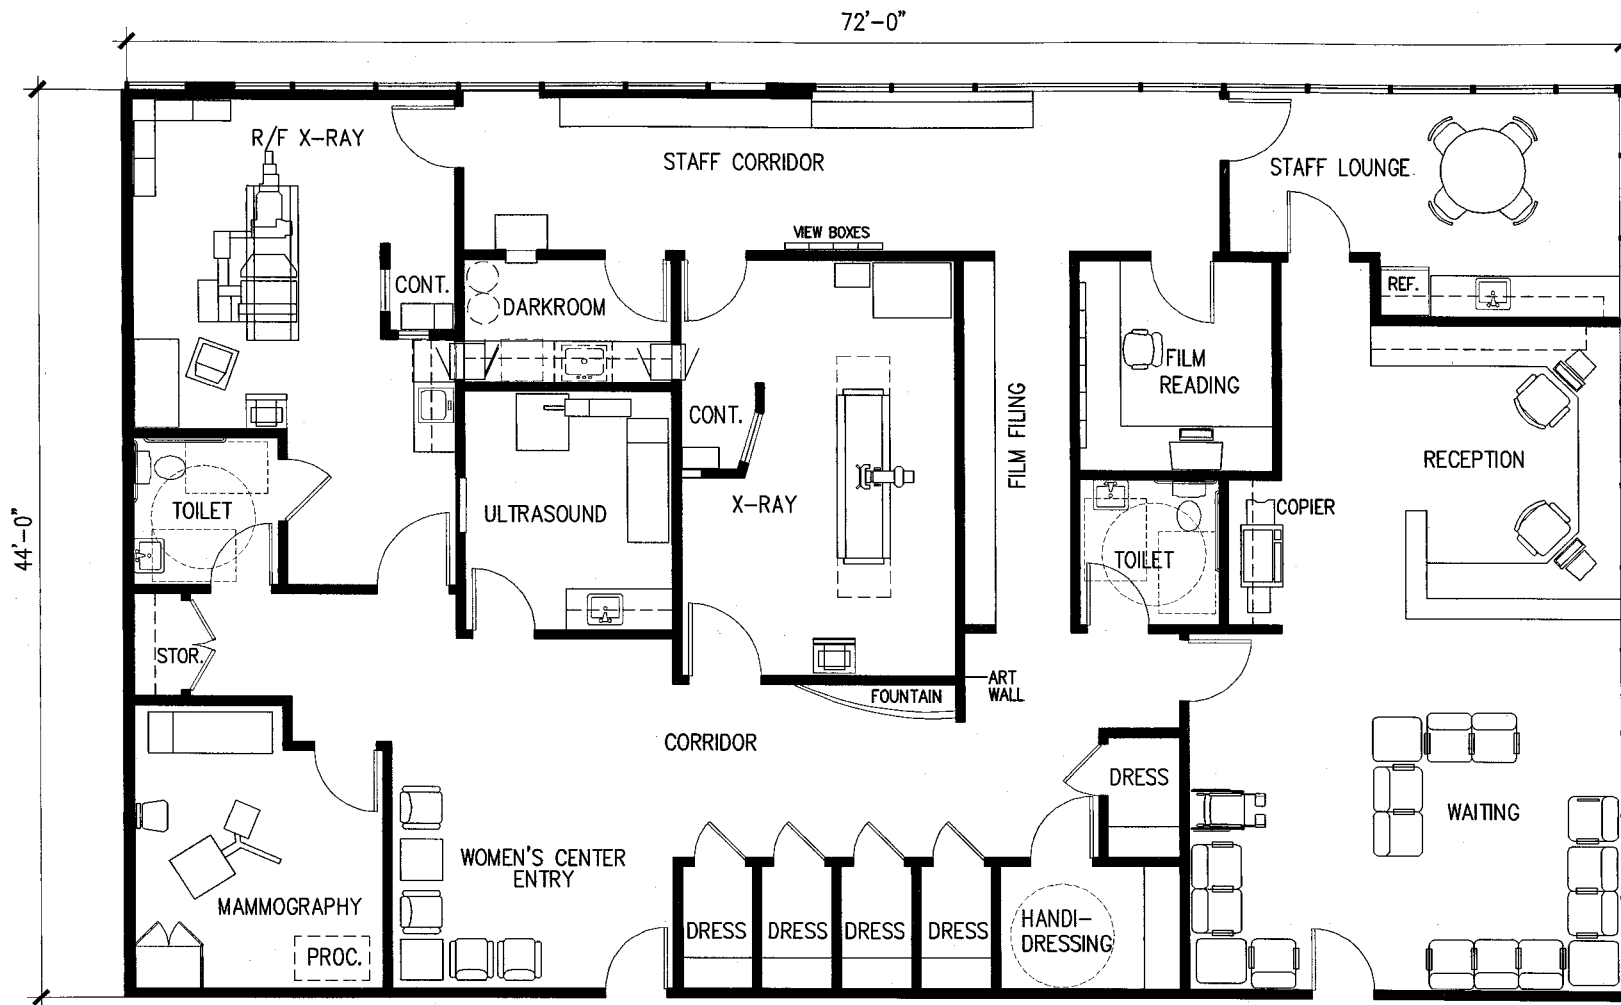 72'-0"
R/F X-RAY
STAFF CORRIDOR
STAFF LOUNGE
VIEW BOXES
CONT.
DARKROOM
REF.
FILM
READING
CONT.
FILM FILING
RECEPTION
44'-0"
TOILET
ULTRASOUND
X-RAY
COPIER
TOILET
STOR.
FOUNTAIN
ART
WALL
CORRIDOR
DRESS
WAITING
WOMEN'S CENTER
ENTRY
MAMMOGRAPHY
PROC.
DRESS
DRESS
DRESS
DRESS
HANDI-
DRESSING